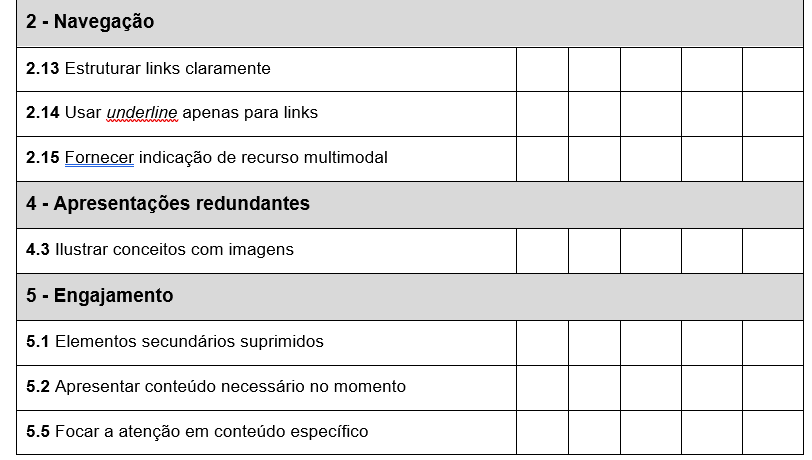 2 - Navegação
2.13 Estruturar links claramente
2.14 Usar underline apenas para links
2.15 Fornecer indicação de recurso multimodal
4 - Apresentações redundantes
4.3 Ilustrar conceitos com imagens
5 - Engajamento
5.1 Elementos secundários suprimidos
5.2 Apresentar conteúdo necessário no momento
5.5 Focar a atenção em conteúdo específico